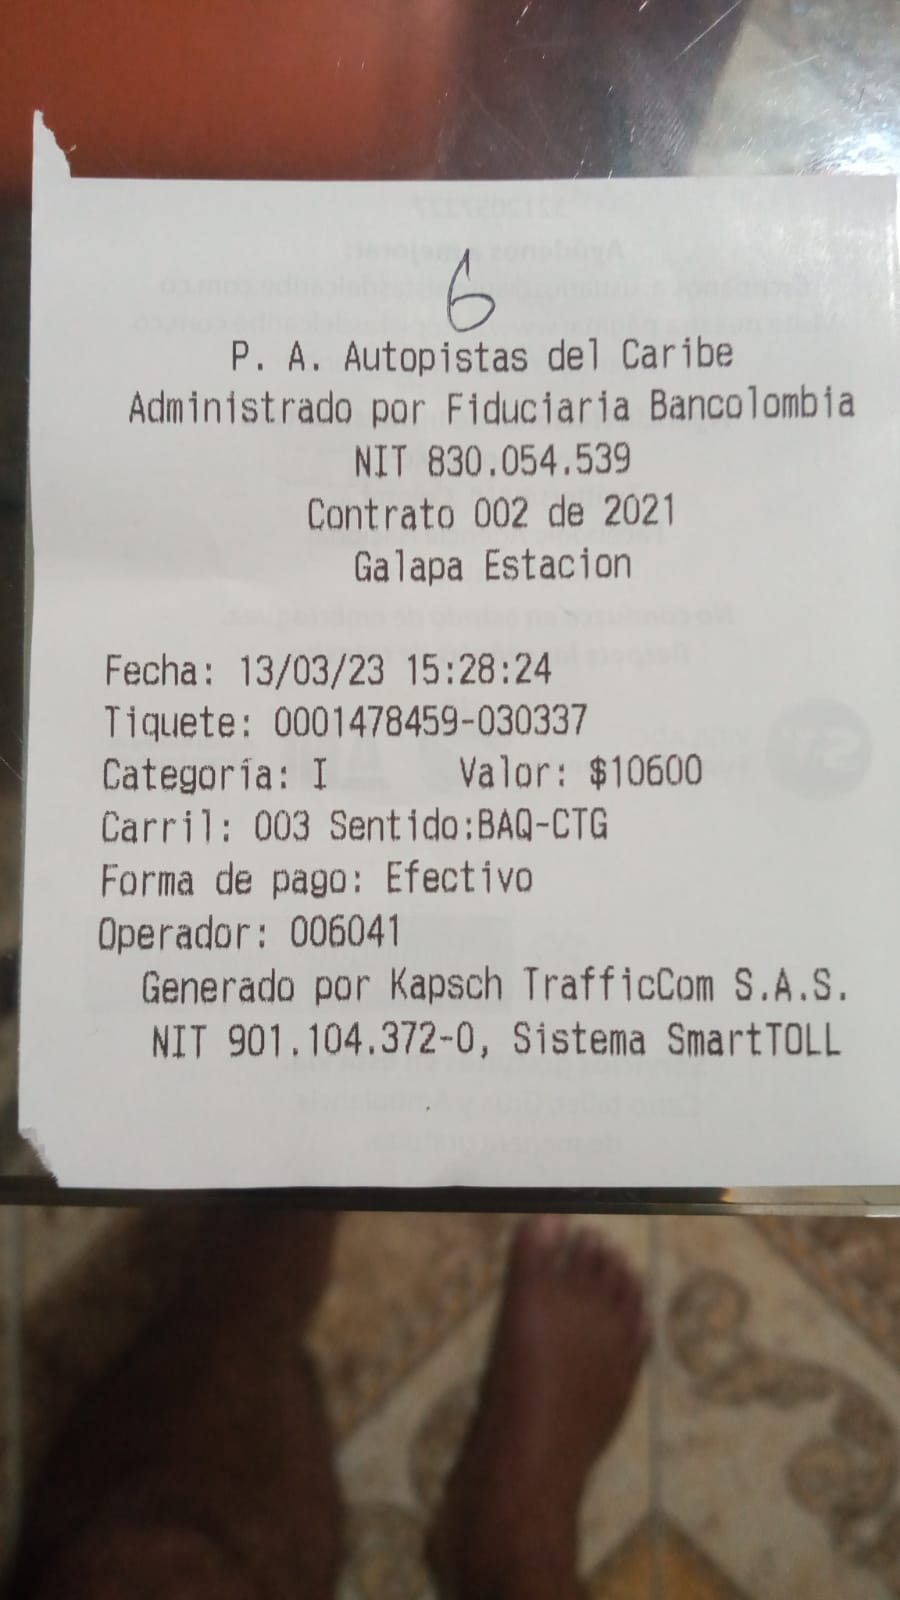 6
P. A. Autopistas del Caribe
Administrado por Fiduciaria Bancolombia
NIT 830.054.539
Contrato 002 de 2021
Galapa Estacion
Fecha: 13/03/23 15:28:24
Tiquete: 0001478459-030337
Categoría: I Valor: $10600
Carril: 003 Sentido:BAQ-CTG
Forma de pago: Efectivo
Operador: 006041
Generado por Kapsch TrafficCom S.A.S.
NIT 901.104.372-0, Sistema SmartTOLL